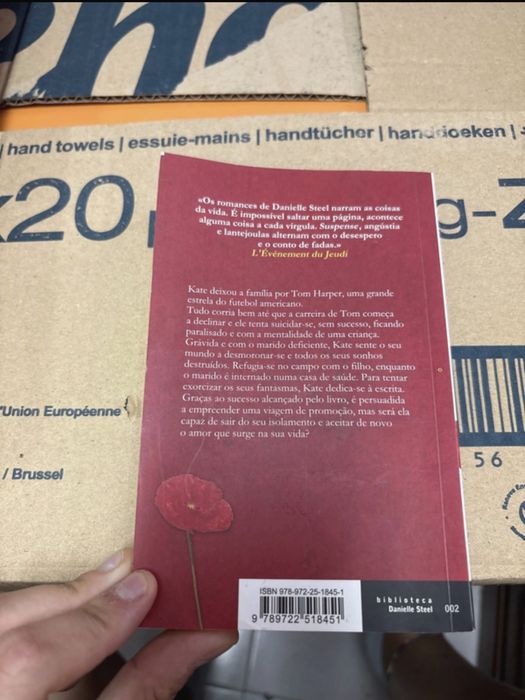 | hand towels | essuie-mains | handtücher |
x20
g-Z
«Os romances de Danielle Steel narram as coisas
da vida. É impossível saltar uma página, acontece
alguma coisa a cada vírgula. Suspense, angústia
e lantejoulas alternam com o desespero
e o conto de fadas.»
L'Événement du Jeudi
Kate deixou a família por Tom Harper, uma grande
estrela do futebol americano.
Tudo corria bem até que a carreira de Tom começa
a declinar e ele tenta suicidar-se, sem sucesso, ficando
paralisado e com a mentalidade de uma criança.
Grávida e com o marido deficiente, Kate sente o seu
mundo a desmoronar-se e todos os seus sonhos
destruídos. Refugia-se no campo com o filho, enquanto
o marido é internado numa casa de saúde. Para tentar
exorcizar os seus fantasmas, Kate dedica-se à escrita.
Graças ao sucesso alcançado pelo livro, é persuadida
a empreender uma viagem de promoção, mas será ela
capaz de sair do seu isolamento e aceitar de novo
o amor que surge na sua vida?
'Union Européenne
/ Brussel
56
ISBN 978-972-25-1845-1
9 789722 518451
biblioteca
Danielle Steel 002